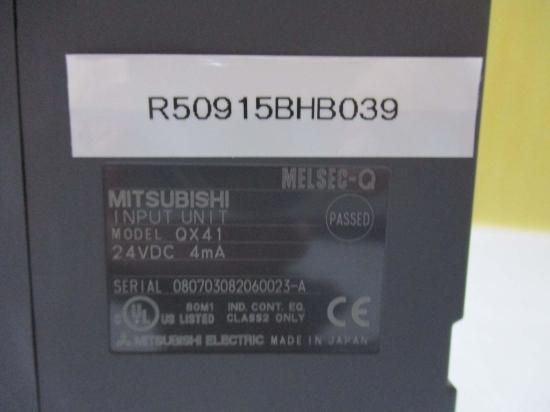 R50915BHB039
MELSEC-Q
MITSUBISHI
INPUT UNIT
PASSED
MODEL QX41
24VDC 4mA
SERIAL 080703082060023-A
C UL US LISTED 80M1 IND. CONT. EQ. CLASS2 ONLY CE
MITSUBISHI ELECTRIC MADE IN JAPAN